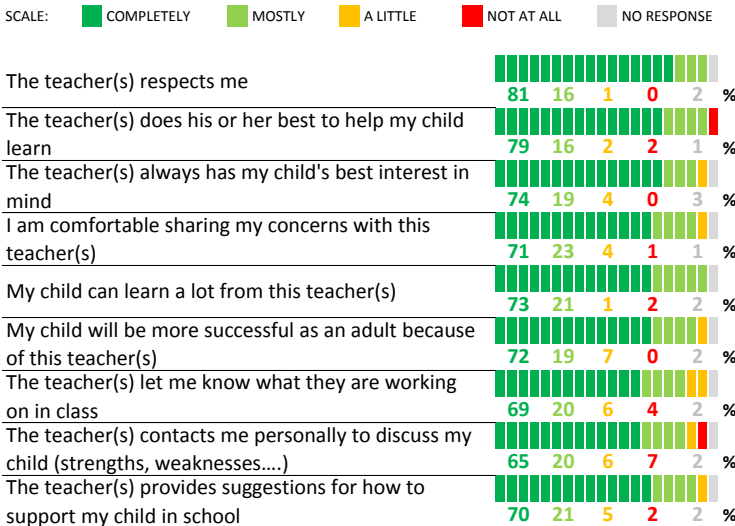 SCALE: COMPLETELY MOSTLY A LITTLE NOT AT ALL NO RESPONSE
The teacher(s) respects me
81 16 1 0 2 %
The teacher(s) does his or her best to help my child
learn
79 16 2 2 1 %
The teacher(s) always has my child's best interest in
mind
74 19 4 0 3 %
I am comfortable sharing my concerns with this
teacher(s)
71 23 4 1 1 %
My child can learn a lot from this teacher(s)
73 21 1 2 2 %
My child will be more successful as an adult because
of this teacher(s)
72 19 7 0 2 %
The teacher(s) let me know what they are working
on in class
69 20 6 4 2 %
The teacher(s) contacts me personally to discuss my
child (strengths, weaknesses....)
65 20 6 7 2 %
The teacher(s) provides suggestions for how to
support my child in school
70 21 5 2 2 %